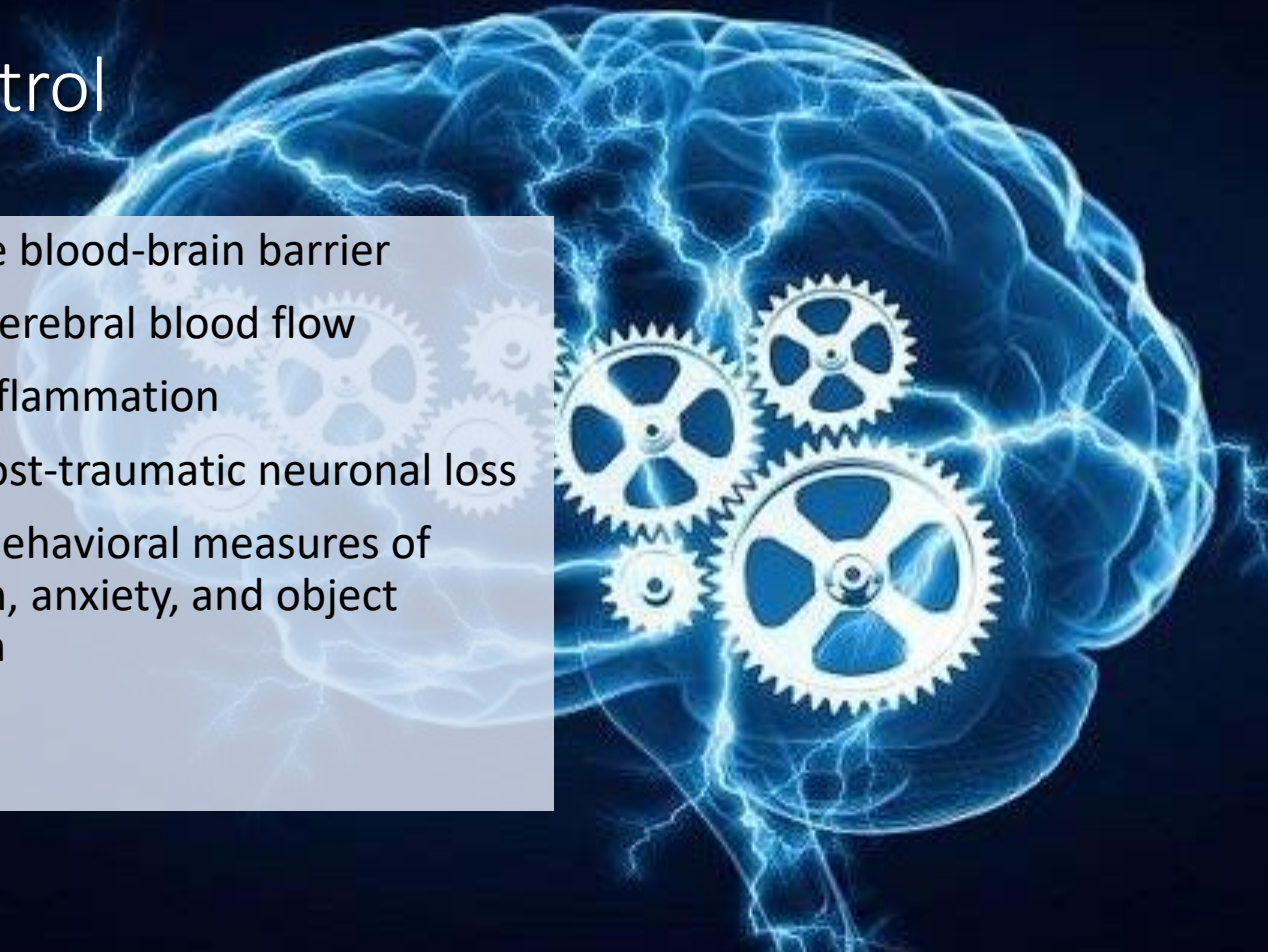 trol
e blood-brain barrier
erebral blood flow
flammation
ost-traumatic neuronal loss
ehavioral measures of
n, anxiety, and object
n